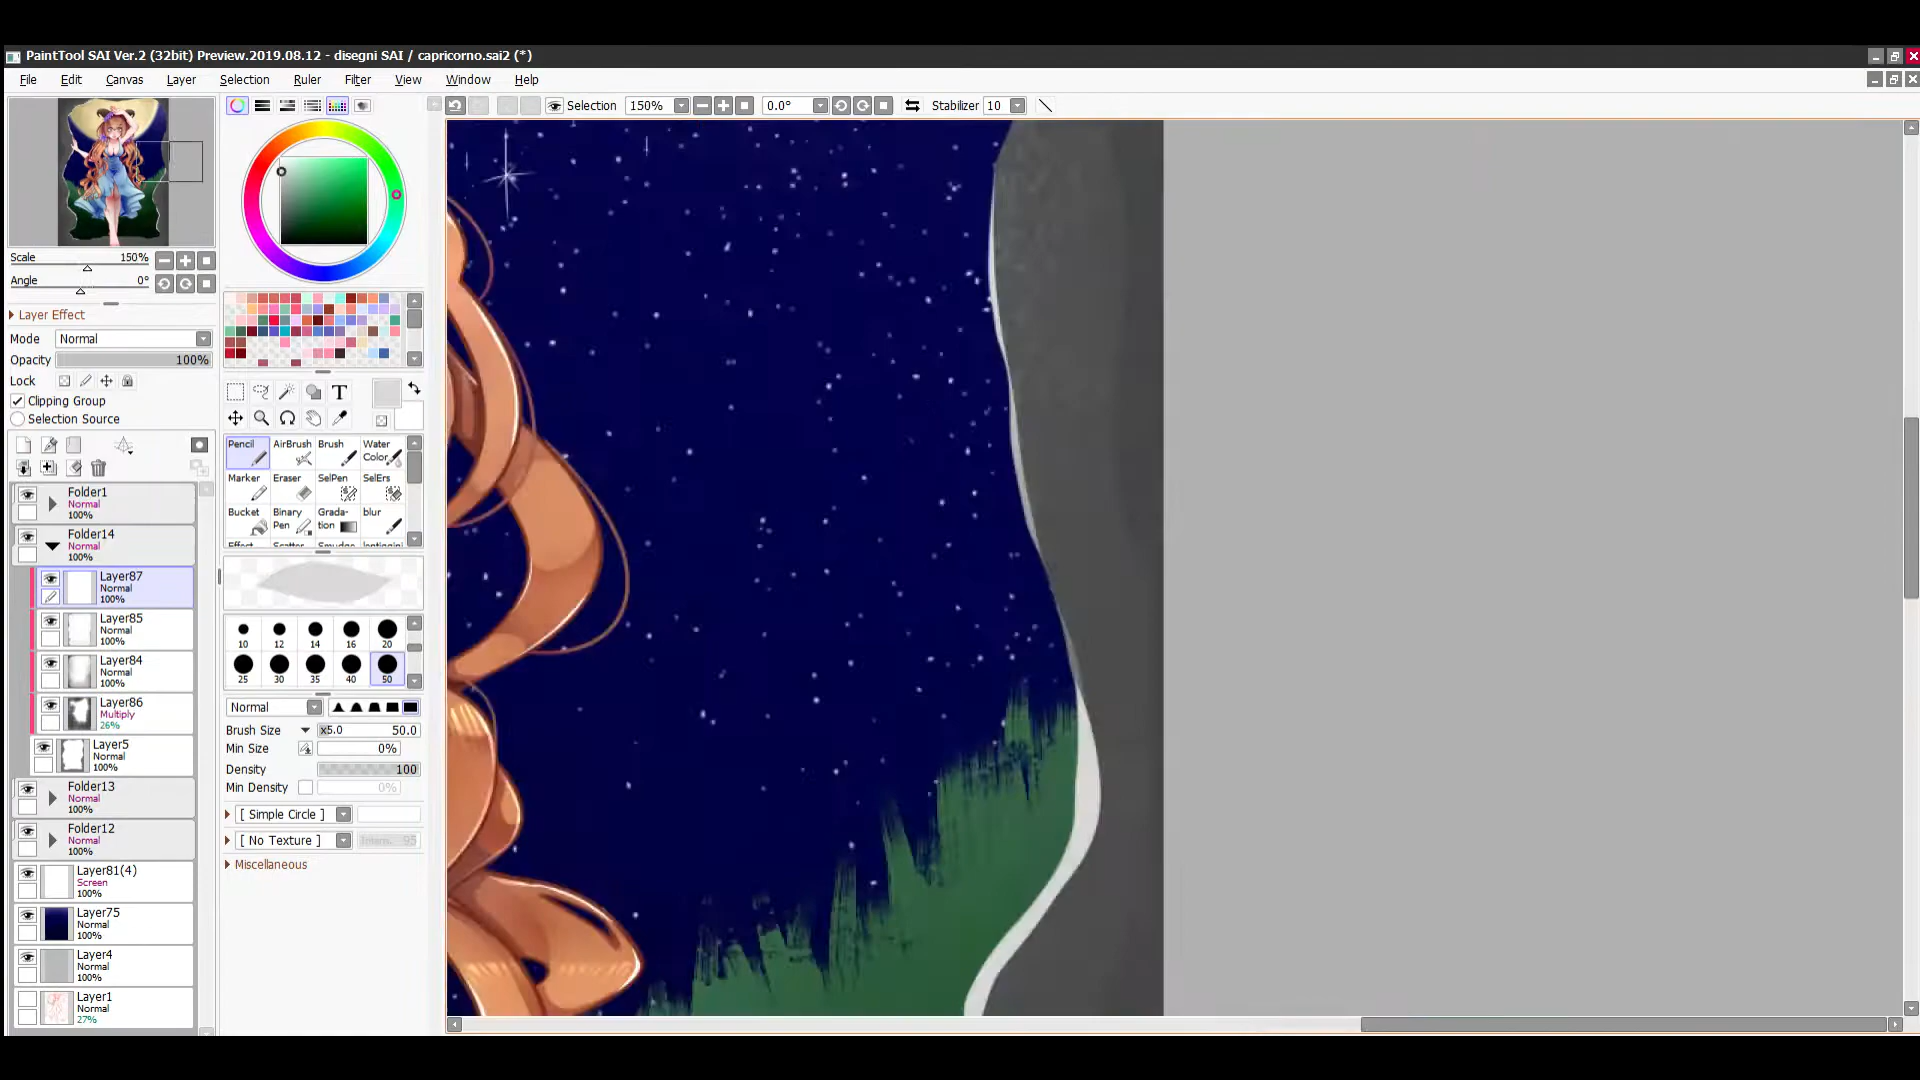 PaintTool SAI Ver.2 (32bit) Preview.2019.08.12 - disegni SAI / capricorno.sai2 (*)
File Edit Canvas Layer Selection Ruler Filter View Window Help
Selection 150% 0.0° Stabilizer 10
Scale 150%
Angle 0°
Layer Effect
Mode Normal
Opacity 100%
Lock
Clipping Group
Selection Source
Folder1
Normal
100%
Folder14
Normal
100%
Layer87
Normal
100%
Layer85
Normal
100%
Layer84
Normal
100%
Layer86
Multiply
26%
Layer5
Normal
100%
Folder13
Normal
100%
Folder12
Normal
100%
Layer81(4)
Screen
100%
Layer75
Normal
100%
Layer4
Normal
100%
Layer1
Normal
27%
T
Pencil AirBrush Brush Water Color
Marker Eraser SelPen SelErs
Bucket Binary Pen Grada-tion blur
10 12 14 16 20
25 30 35 40 50
Normal
Brush Size x5.0 50.0
Min Size 0%
Density 100
Min Density 0%
[ Simple Circle ]
[ No Texture ] 95
Miscellaneous